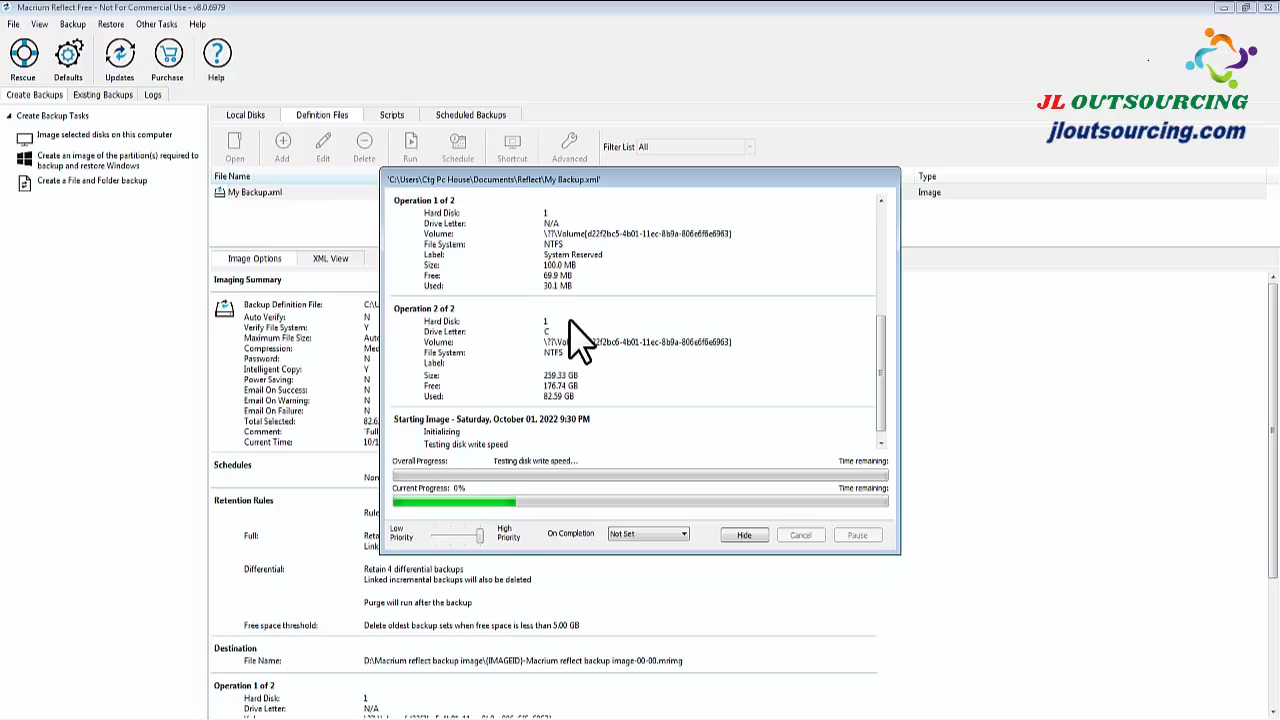 Macrium Reflect Free - Not For Commercial Use - v8.0.6979
File View Backup Restore Other Tasks Help
Rescue Defaults Updates Purchase Help
JL OUTSOURCING
jloutsourcing.com
Create Backups Existing Backups Logs
Create Backup Tasks
Image selected disks on this computer
Create an image of the partition(s) required
to backup and restore Windows
Create a File and Folder backup
Local Disks Definition Files Scripts Scheduled Backups
Open Add Edit Delete Run Schedule Shortcut Advanced Filter List All
File Name Type
My Backup.xml Image
Image Options XML View
Imaging Summary
Backup Definition File: C:\U
Auto Verify: N
Verify File System: Y
Maximum File Size: Auto
Compression: Med
Password: N
Intelligent Copy: Y
Power Saving: N
Email On Success: N
Email On Warning: N
Email On Failure: N
Total Selected: 82.6
Comment: 'Full
Current Time: 10/1
Schedules
Non
Retention Rules
Rule
Full: Reta
Link
Differential: Retain 4 differential backups
Linked incremental backups will also be deleted
Purge will run after the backup
Free space threshold: Delete oldest backup sets when free space is less than 5.00 GB
Destination
File Name: D:\Macrium reflect backup image\{IMAGEID}-Macrium reflect backup image-00-00.mrimg
Operation 1 of 2
Hard Disk: 1
Drive Letter: N/A
'C:\Users\Ctg Pc House\Documents\Reflect\My Backup.xml'
Operation 1 of 2
Hard Disk: 1
Drive Letter: N/A
Volume: \??\Volume{d22f2bc5-4b01-11ec-8b9a-806e6f6e6963}
File System: NTFS
Label: System Reserved
Size: 100.0 MB
Free: 69.9 MB
Used: 30.1 MB
Operation 2 of 2
Hard Disk: 1
Drive Letter: C
Volume: 22f2bc6-4b01-11ec-8b9a-806e6f6e6963}
File System: NTFS
Label:
Size: 259.33 GB
Free: 176.74 GB
Used: 82.59 GB
Starting Image - Saturday, October 01, 2022 9:30 PM
Initializing
Testing disk write speed
Overall Progress: Testing disk write speed... Time remaining:
Current Progress: 0% Time remaining:
Low Priority High Priority On Completion Not Set Hide Cancel Pause